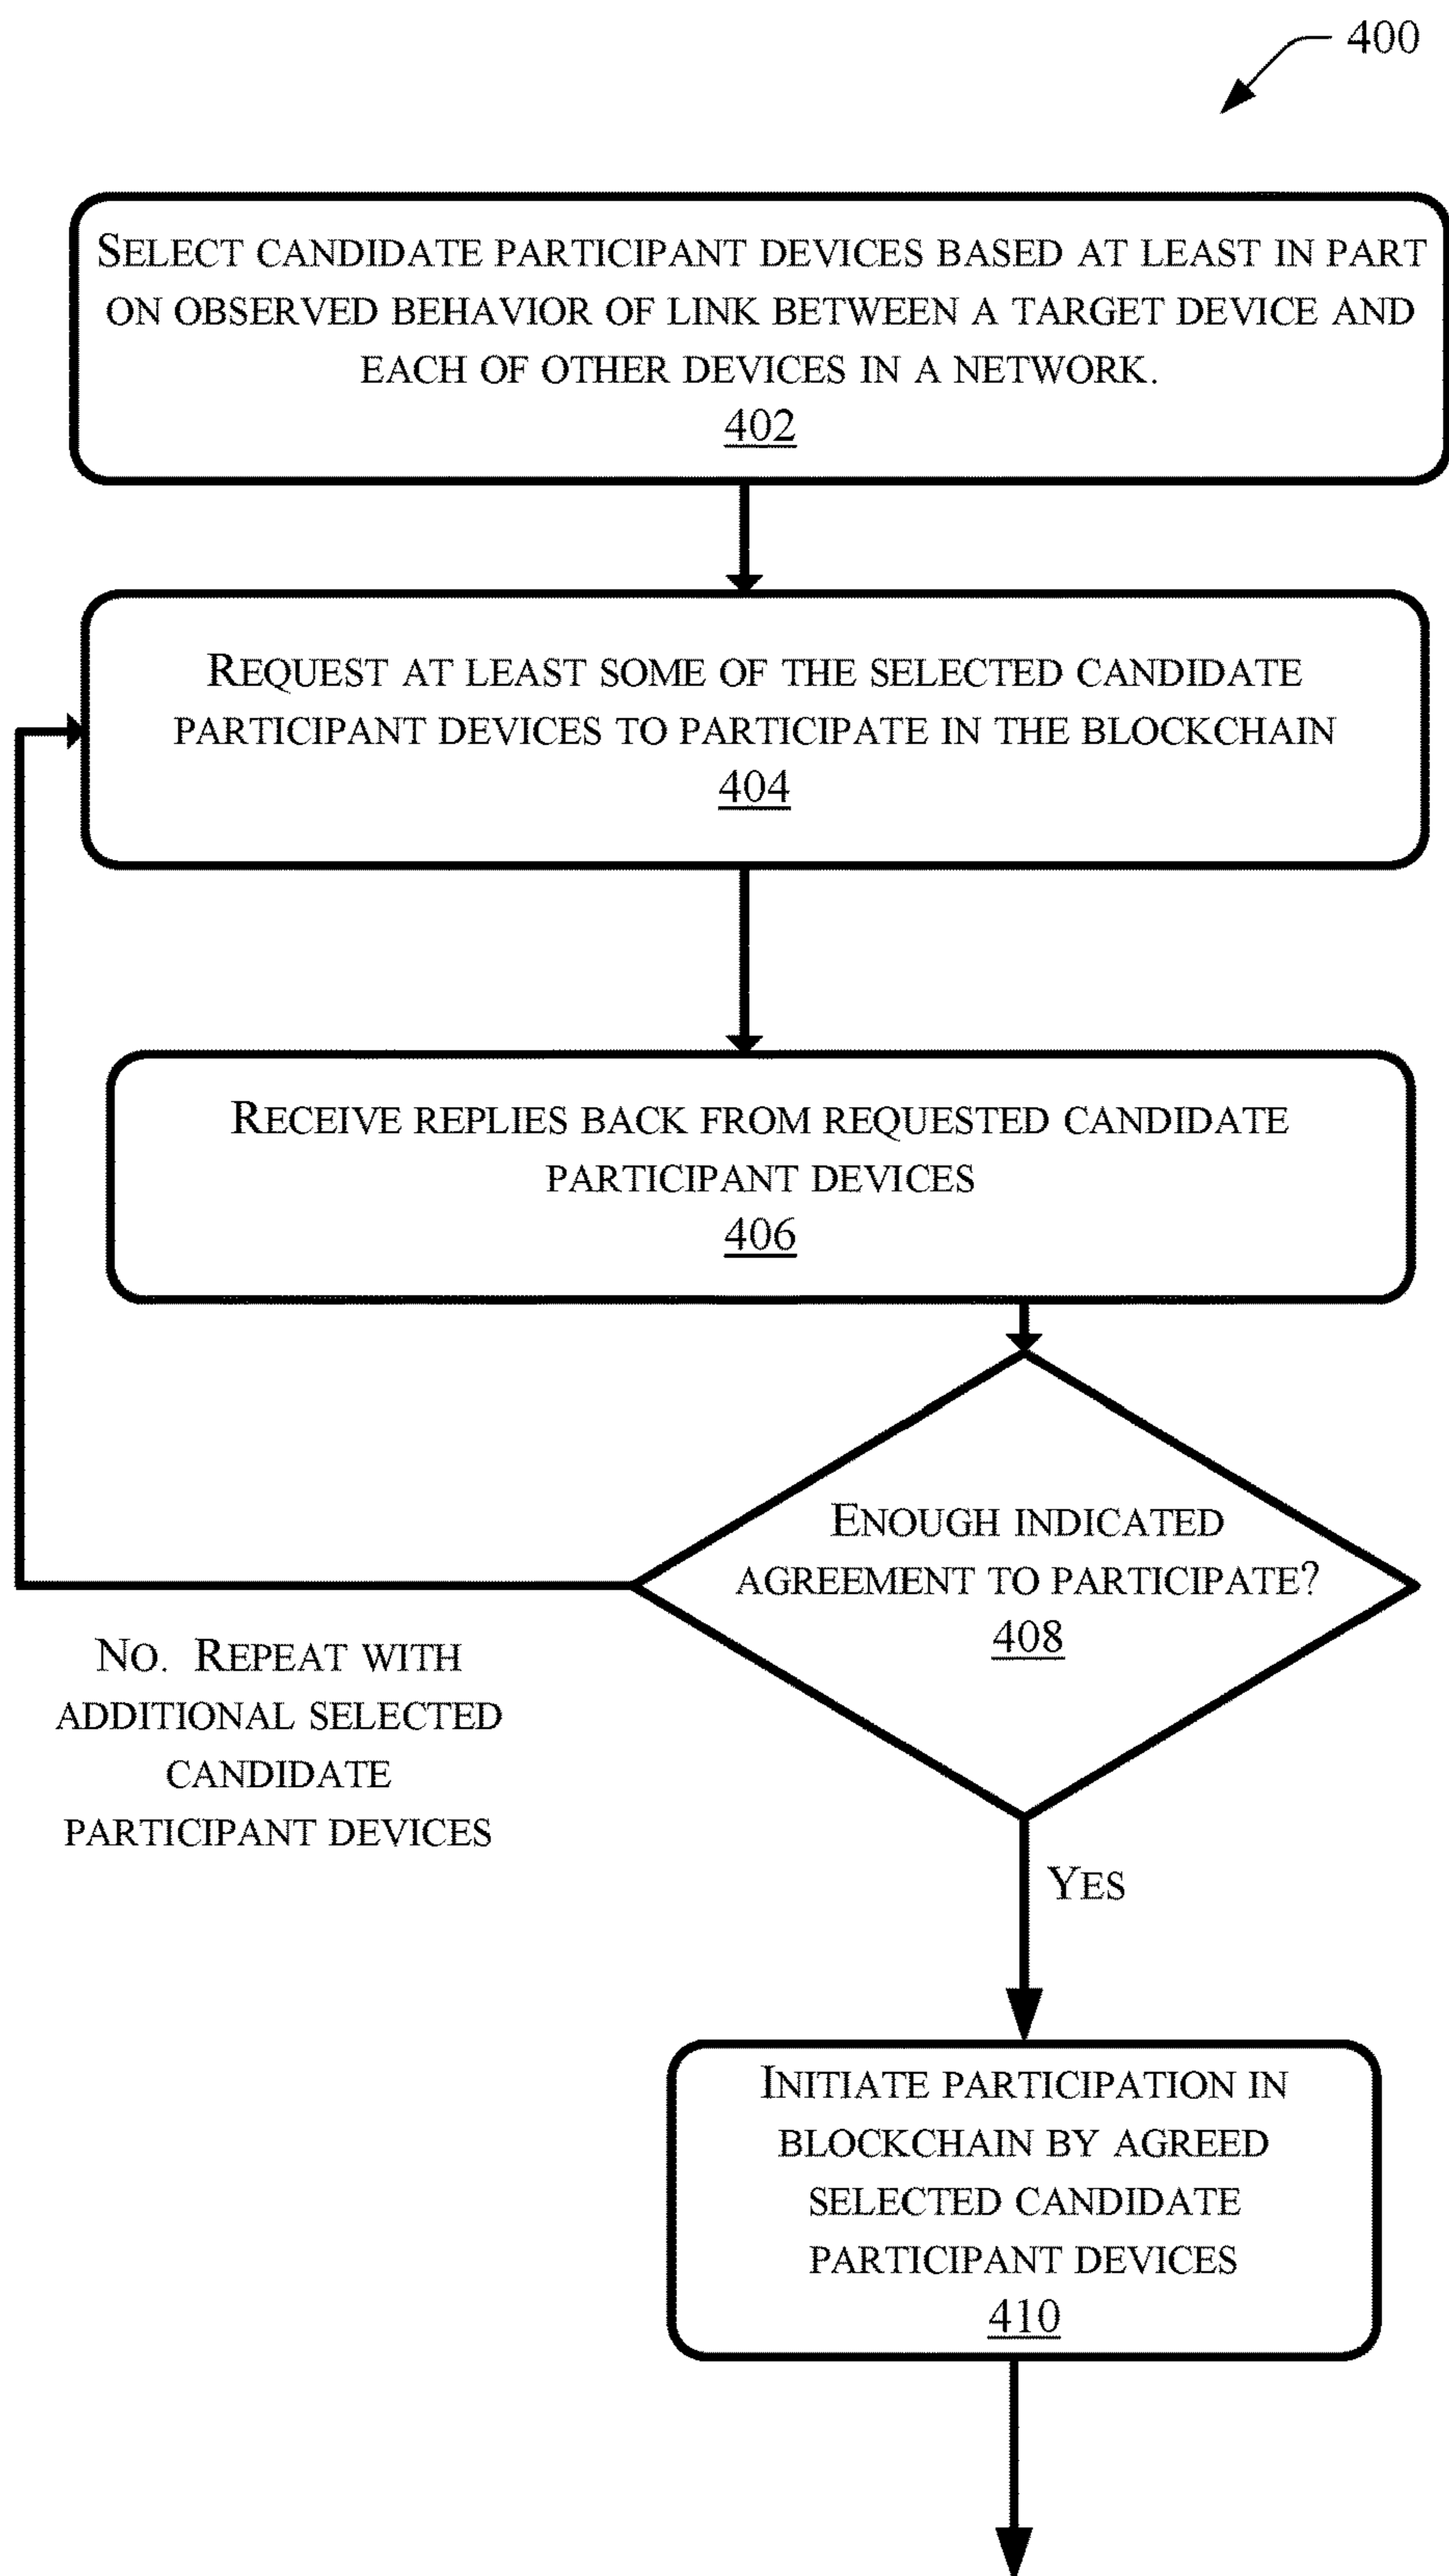 400
SELECT CANDIDATE PARTICIPANT DEVICES BASED AT LEAST IN PART
ON OBSERVED BEHAVIOR OF LINK BETWEEN A TARGET DEVICE AND
EACH OF OTHER DEVICES IN A NETWORK.
402
REQUEST AT LEAST SOME OF THE SELECTED CANDIDATE
PARTICIPANT DEVICES TO PARTICIPATE IN THE BLOCKCHAIN
404
RECEIVE REPLIES BACK FROM REQUESTED CANDIDATE
PARTICIPANT DEVICES
406
ENOUGH INDICATED
AGREEMENT TO PARTICIPATE?
408
NO. REPEAT WITH
ADDITIONAL SELECTED
CANDIDATE
PARTICIPANT DEVICES
YES
INITIATE PARTICIPATION IN
BLOCKCHAIN BY AGREED
SELECTED CANDIDATE
PARTICIPANT DEVICES
410